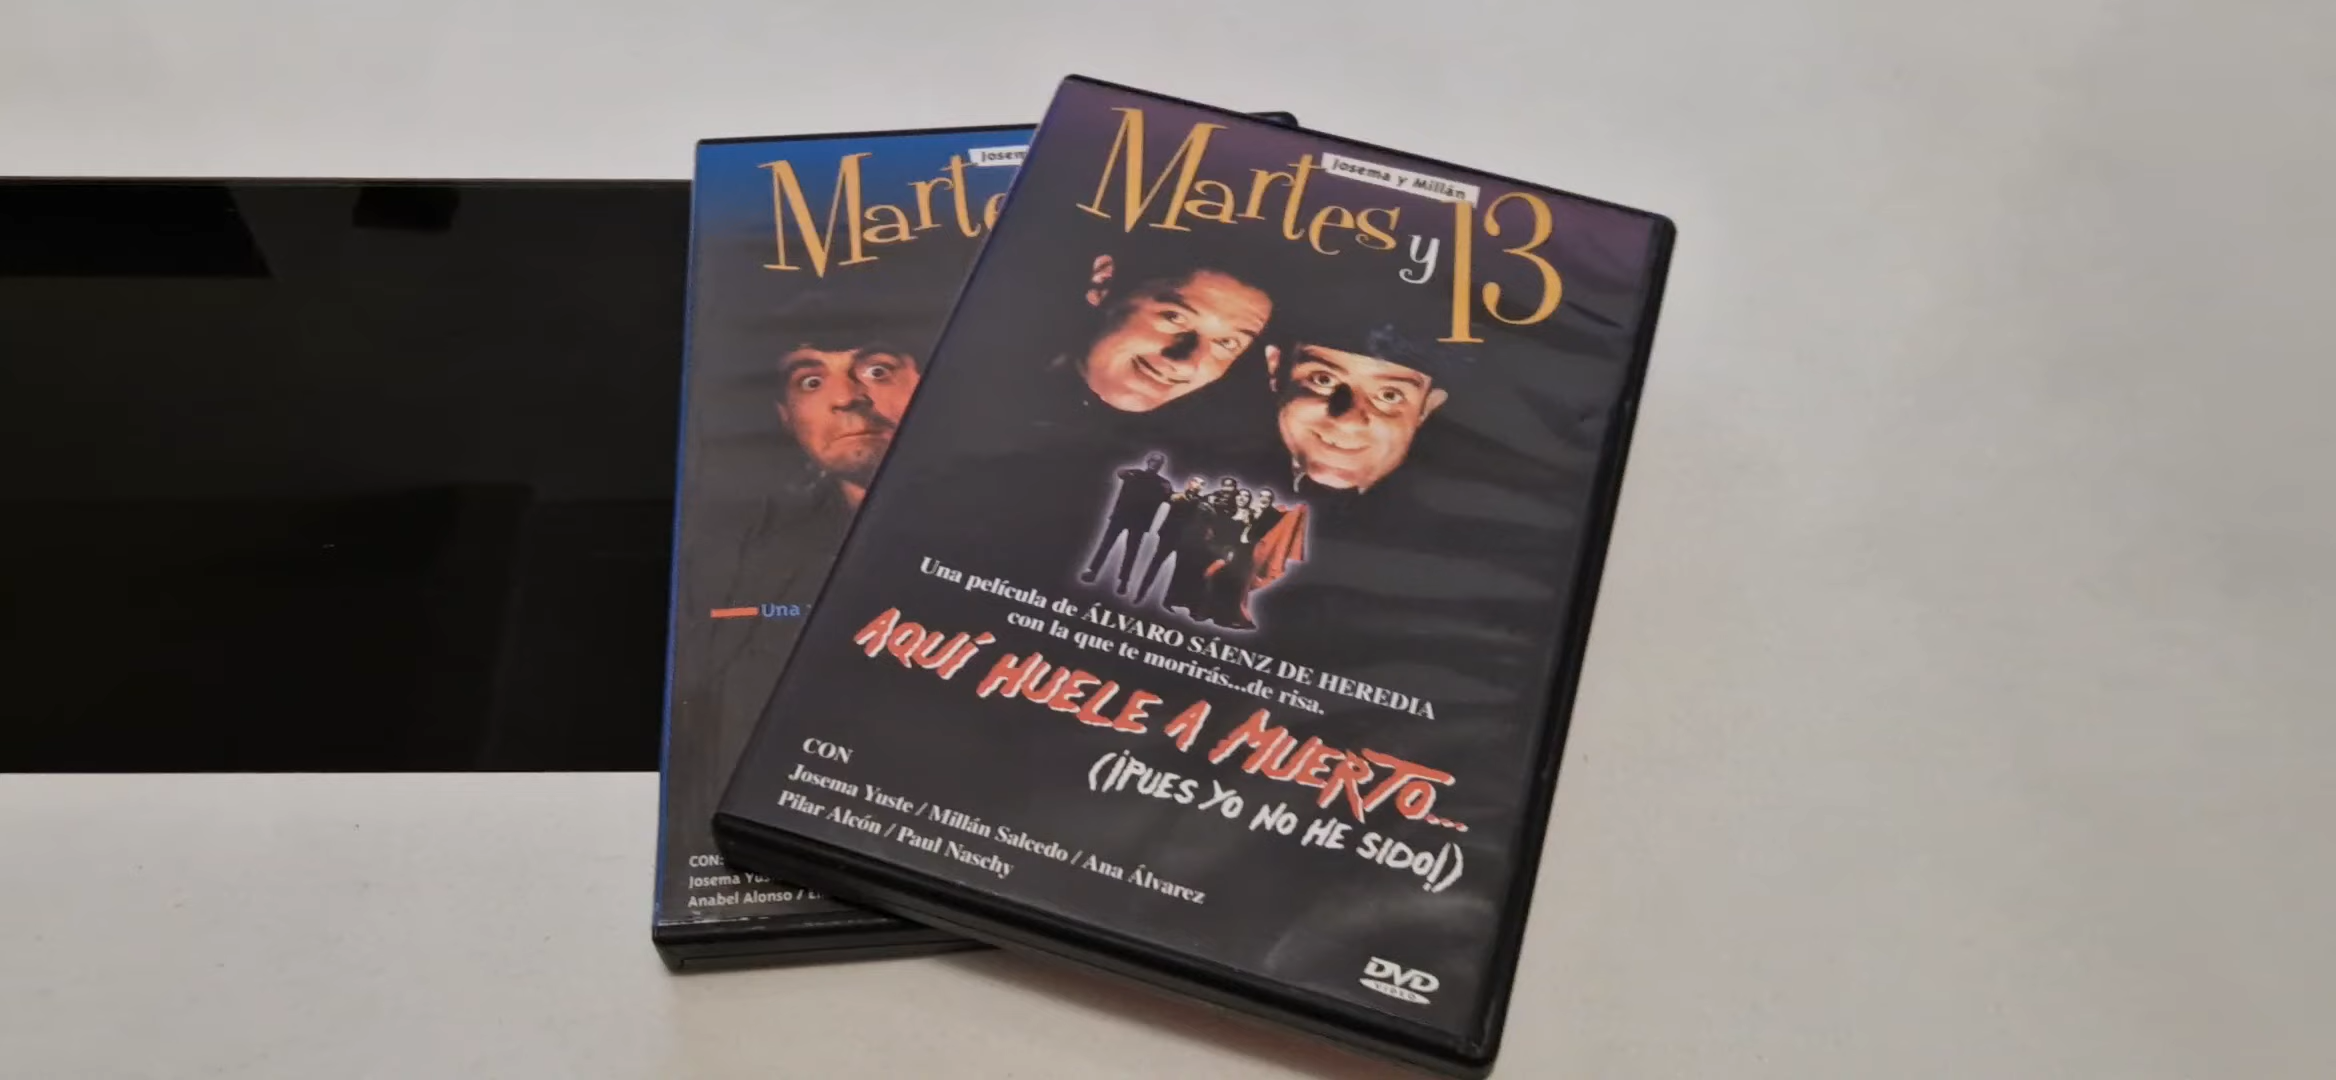 Josema y Millán
Martes y 13
Una película de ÁLVARO SÁENZ DE HEREDIA
con la que te morirás...de risa.
AQUÍ HUELE A MUERTO...
(¡PUES YO NO HE SIDO!)
CON
Josema Yuste / Millán Salcedo / Ana Álvarez
Pilar Alcón / Paul Naschy
DVD
VIDEO
Una
CON:
Josema
Anabel Alonso /